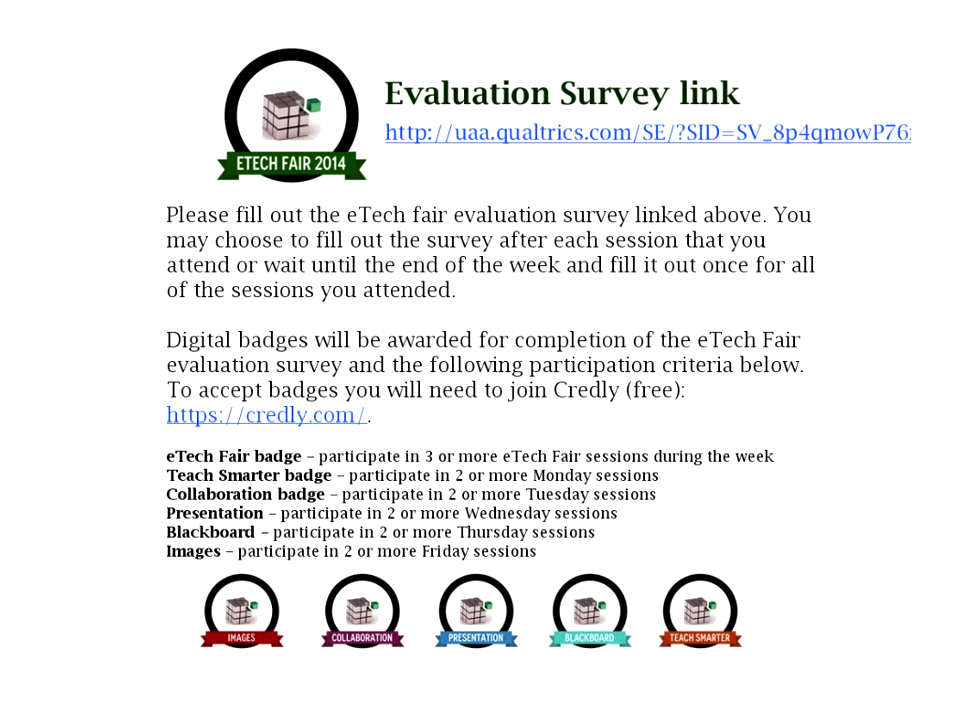 Evaluation Survey link
http://uaa.qualtrics.com/SE/?SID=SV_8p4qmowP76
ETECH FAIR 2014
Please fill out the eTech fair evaluation survey linked above. You
may choose to fill out the survey after each session that you
attend or wait until the end of the week and fill it out once for all
of the sessions you attended.
Digital badges will be awarded for completion of the eTech Fair
evaluation survey and the following participation criteria below.
To accept badges you will need to join Credly (free):
https://credly.com/.
eTech Fair badge – participate in 3 or more eTech Fair sessions during the week
Teach Smarter badge – participate in 2 or more Monday sessions
Collaboration badge – participate in 2 or more Tuesday sessions
Presentation – participate in 2 or more Wednesday sessions
Blackboard – participate in 2 or more Thursday sessions
Images – participate in 2 or more Friday sessions
IMAGES
COLLABORATION
PRESENTATION
BLACKBOARD
TEACH SMARTER